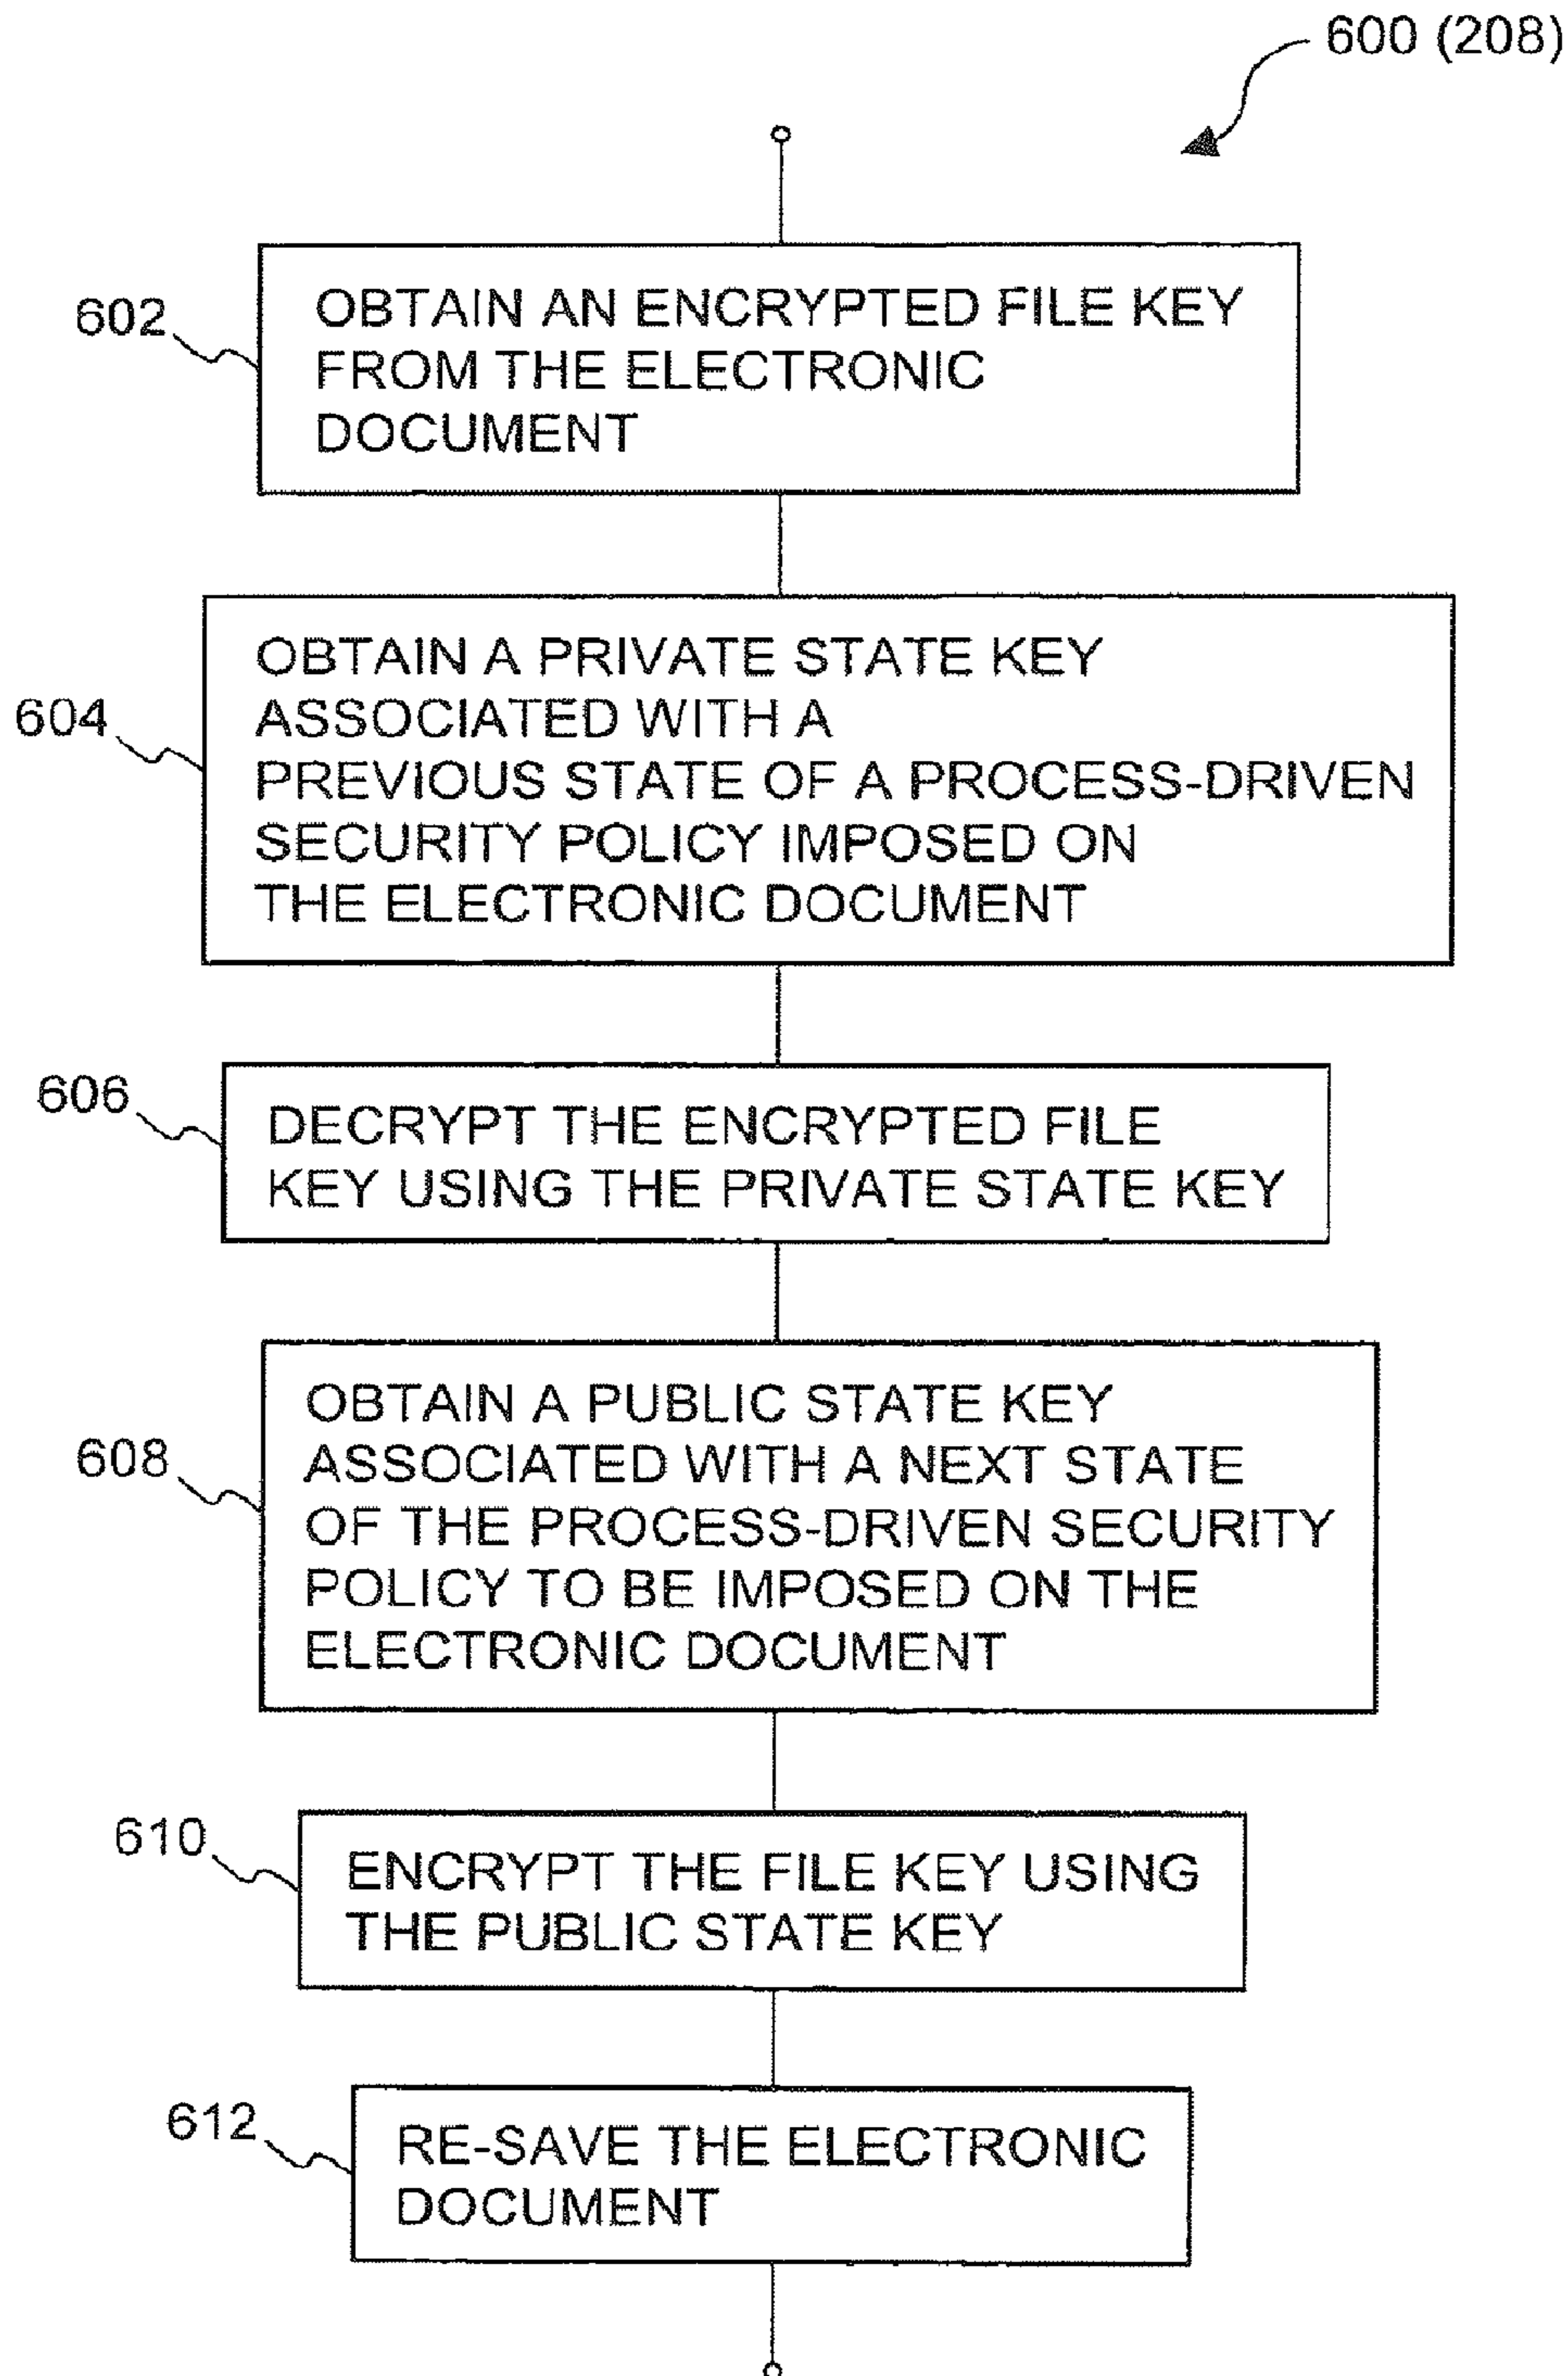 600 (208)
602
OBTAIN AN ENCRYPTED FILE KEY
FROM THE ELECTRONIC
DOCUMENT
604
OBTAIN A PRIVATE STATE KEY
ASSOCIATED WITH A
PREVIOUS STATE OF A PROCESS-DRIVEN
SECURITY POLICY IMPOSED ON
THE ELECTRONIC DOCUMENT
606
DECRYPT THE ENCRYPTED FILE
KEY USING THE PRIVATE STATE KEY
608
OBTAIN A PUBLIC STATE KEY
ASSOCIATED WITH A NEXT STATE
OF THE PROCESS-DRIVEN SECURITY
POLICY TO BE IMPOSED ON THE
ELECTRONIC DOCUMENT
610
ENCRYPT THE FILE KEY USING
THE PUBLIC STATE KEY
612
RE-SAVE THE ELECTRONIC
DOCUMENT